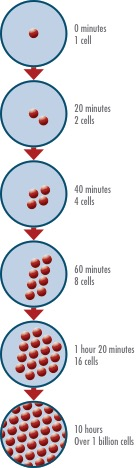 0 minutes
1 cell
20 minutes
2 cells
40 minutes
4 cells
60 minutes
8 cells
1 hour 20 minutes
16 cells
10 hours
Over 1 billion cells